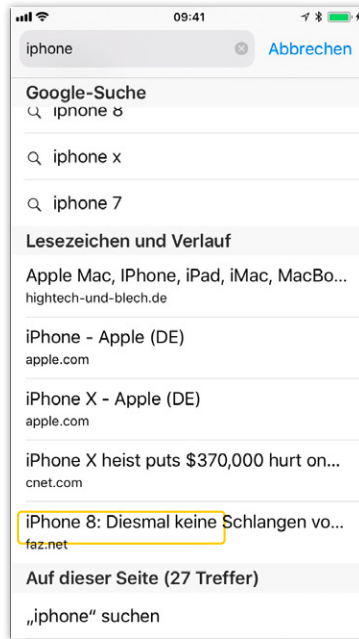 09:41
iphone
Abbrechen
Google-Suche
iphone 8
iphone x
iphone 7
Lesezeichen und Verlauf
Apple Mac, IPhone, iPad, iMac, MacBo...
hightech-und-blech.de
iPhone - Apple (DE)
apple.com
iPhone X - Apple (DE)
apple.com
iPhone X heist puts $370,000 hurt on...
cnet.com
iPhone 8: Diesmal keine Schlangen vo...
faz.net
Auf dieser Seite (27 Treffer)
„iphone“ suchen